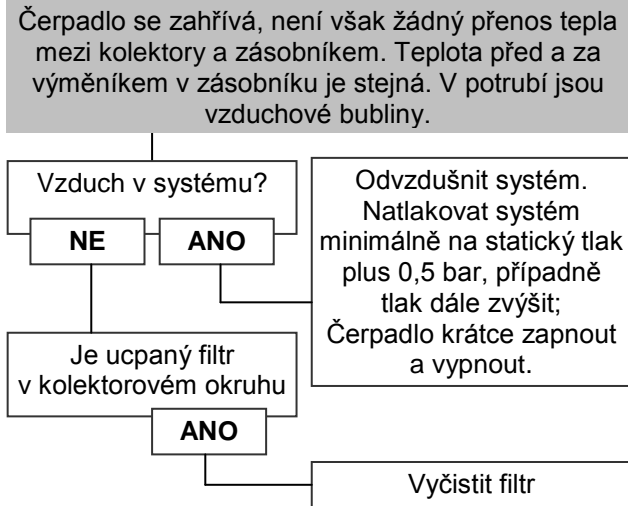 Čerpadlo se zahřívá, není však žádný přenos tepla
mezi kolektory a zásobníkem. Teplota před a za
výměníkem v zásobníku je stejná. V potrubí jsou
vzduchové bubliny.
Vzduch v systému?
NE
ANO
Odvzdušnit systém.
Natlakovat systém
minimálně na statický tlak
plus 0,5 bar, případně
tlak dále zvýšit;
Čerpadlo krátce zapnout
a vypnout.
Je ucpaný filtr
v kolektorovém okruhu
ANO
Vyčistit filtr